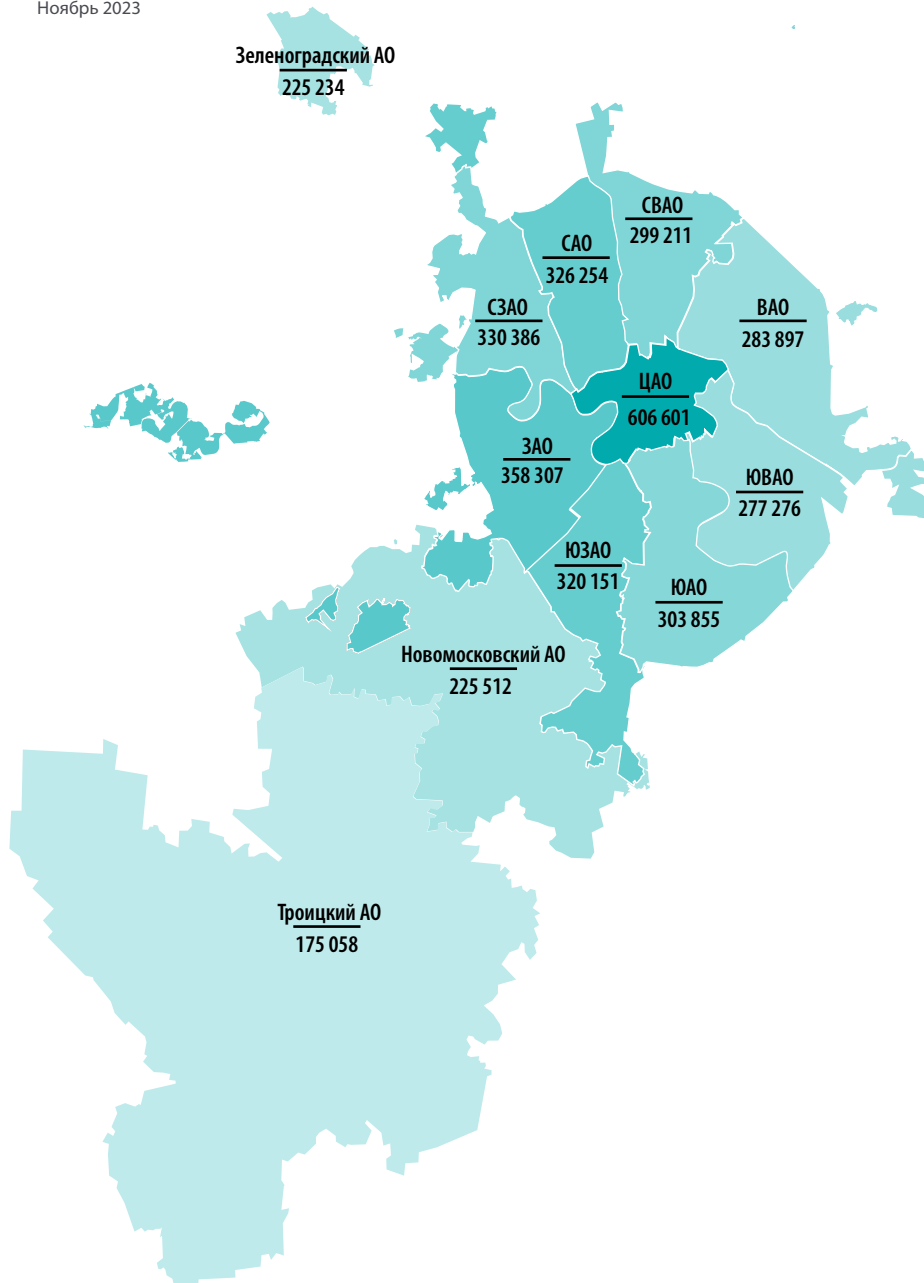 Ноябрь 2023
Зеленоградский АО
225 234
СВАО
299 211
САО
326 254
СЗАО
330 386
ВАО
283 897
ЦАО
606 601
ЗАО
358 307
ЮВАО
277 276
ЮЗАО
320 151
ЮАО
303 855
Новомосковский АО
225 512
Троицкий АО
175 058